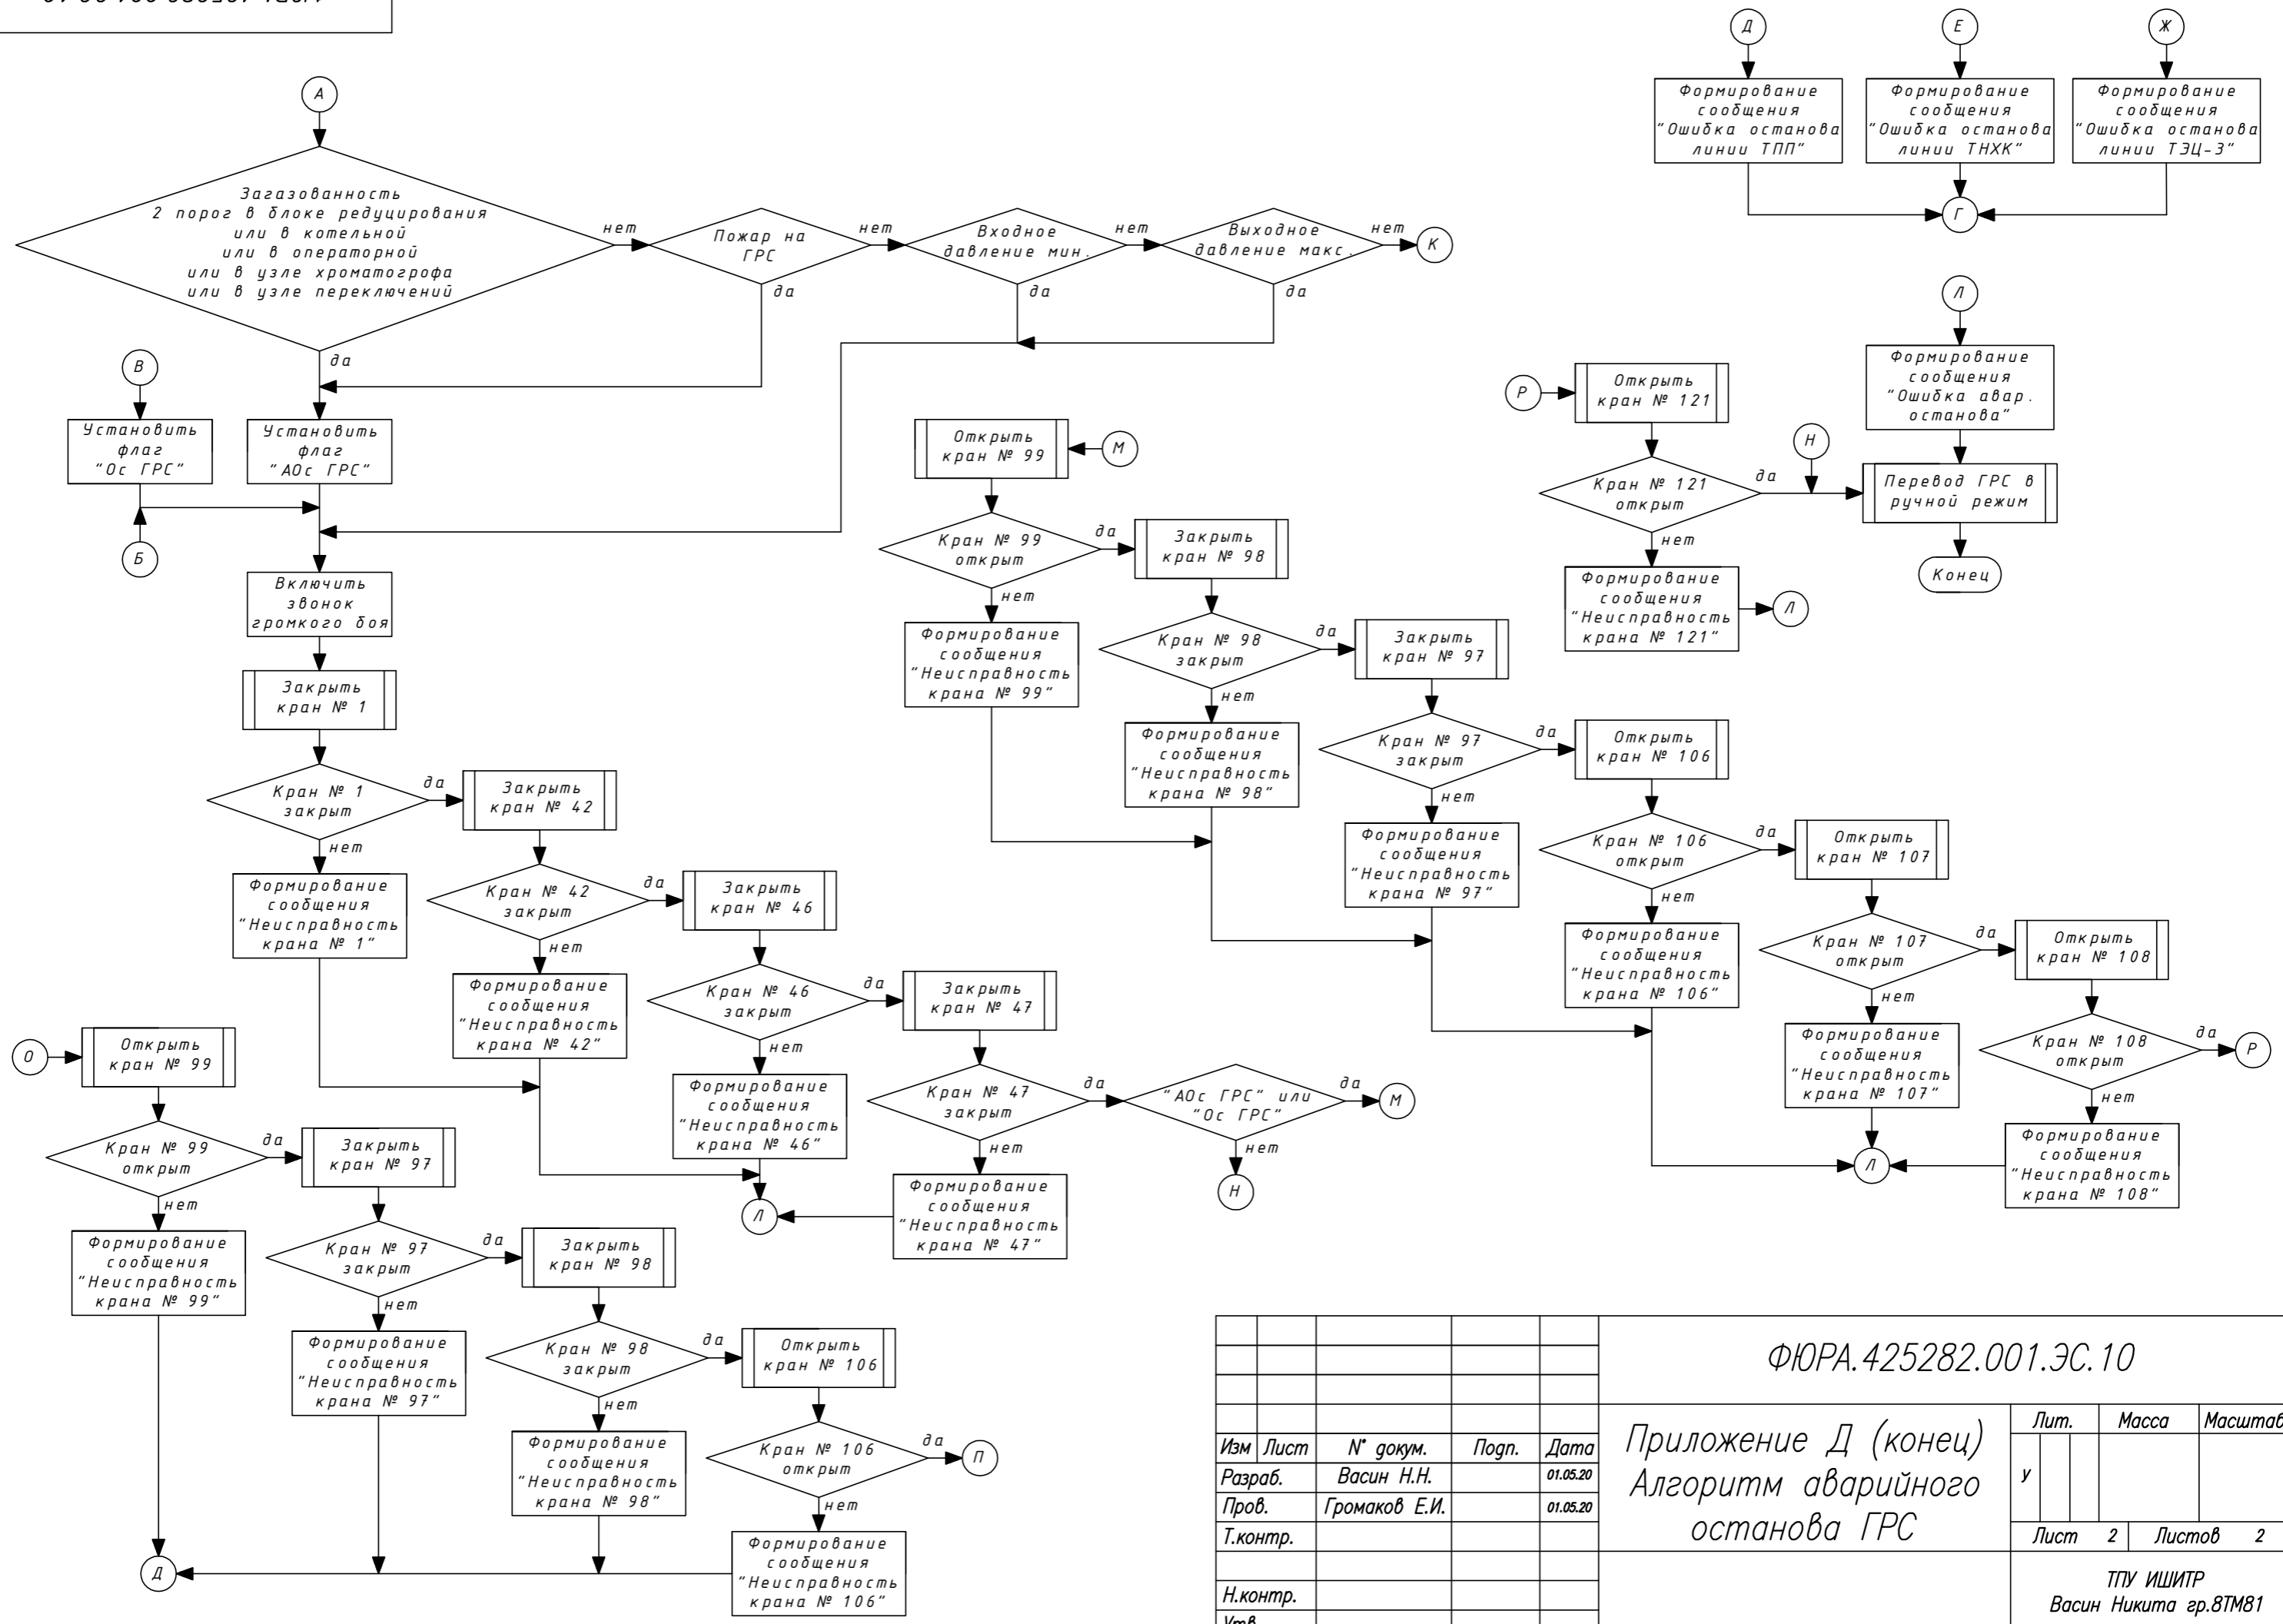 А
Загазованность
2 порог в блоке редуцирования
или в котельной
или в операторной
или в узле хроматогрофа
или в узле переключений
нет
да
Пожар на
ГРС
нет
да
Входное
давление мин.
нет
да
Выходное
давление макс.
нет
да
К
Д
Формирование
сообщения
"Ошибка останова
линии ТПП"
Е
Формирование
сообщения
"Ошибка останова
линии ТНХК"
Ж
Формирование
сообщения
"Ошибка останова
линии ТЭЦ-3"
Г
В
Установить
флаг
"Ос ГРС"
Б
Установить
флаг
"АОс ГРС"
Включить
звонок
громкого боя
Закрыть
кран № 1
Кран № 1
закрыт
да
нет
Формирование
сообщения
"Неисправность
крана № 1"
Закрыть
кран № 42
Кран № 42
закрыт
да
нет
Формирование
сообщения
"Неисправность
крана № 42"
Закрыть
кран № 46
Кран № 46
закрыт
да
нет
Формирование
сообщения
"Неисправность
крана № 46"
Л
Закрыть
кран № 47
Кран № 47
закрыт
да
нет
Формирование
сообщения
"Неисправность
крана № 47"
"АОс ГРС" или
"Ос ГРС"
да
М
нет
Н
М
Открыть
кран № 99
Кран № 99
открыт
да
нет
Формирование
сообщения
"Неисправность
крана № 99"
Закрыть
кран № 98
Кран № 98
закрыт
да
нет
Формирование
сообщения
"Неисправность
крана № 98"
Закрыть
кран № 97
Кран № 97
закрыт
да
нет
Формирование
сообщения
"Неисправность
крана № 97"
Открыть
кран № 106
Кран № 106
открыт
да
нет
Формирование
сообщения
"Неисправность
крана № 106"
Открыть
кран № 107
Кран № 107
открыт
да
нет
Формирование
сообщения
"Неисправность
крана № 107"
Л
Открыть
кран № 108
Кран № 108
открыт
да
Р
нет
Формирование
сообщения
"Неисправность
крана № 108"
Р
Открыть
кран № 121
Кран № 121
открыт
да
нет
Формирование
сообщения
"Неисправность
крана № 121"
Л
Н
Л
Формирование
сообщения
"Ошибка авар.
останова"
Перевод ГРС в
ручной режим
Конец
О
Открыть
кран № 99
Кран № 99
открыт
да
нет
Формирование
сообщения
"Неисправность
крана № 99"
Закрыть
кран № 97
Кран № 97
закрыт
да
нет
Формирование
сообщения
"Неисправность
крана № 97"
Закрыть
кран № 98
Кран № 98
закрыт
да
нет
Формирование
сообщения
"Неисправность
крана № 98"
Открыть
кран № 106
Кран № 106
открыт
да
П
нет
Формирование
сообщения
"Неисправность
крана № 106"
Д
ФЮРА.425282.001.ЭС.10
Изм Лист N° докум. Подп. Дата
Разраб. Васин Н.Н. 01.05.20
Пров. Громаков Е.И. 01.05.20
Т.контр.
Н.контр.
Утв.
Приложение Д (конец)
Алгоритм аварийного
останова ГРС
Лит. Масса Масштаб
у
Лист 2 Листов 2
ТПУ ИШИТР
Васин Никита гр.8ТМ81